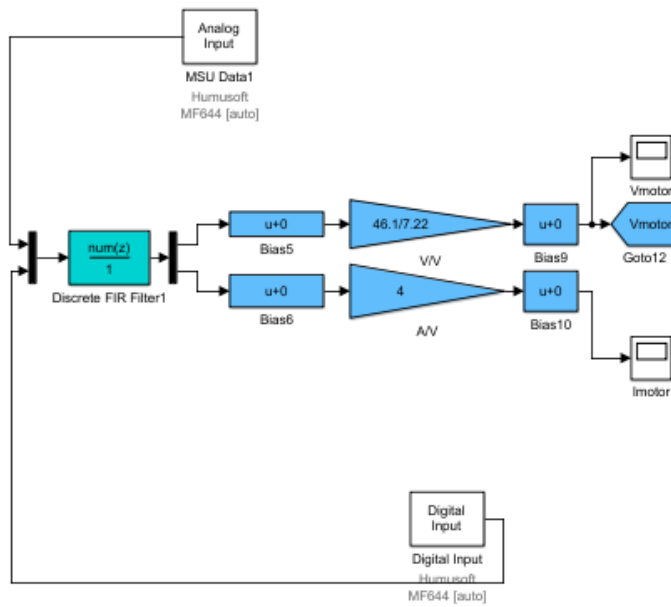 Analog
Input
MSU Data1
Humusoft
MF644 [auto]
num(z)
1
Discrete FIR Filter1
u+0
Bias5
46.1/7.22
V/V
u+0
Bias9
Vmotor
Vmotor
Goto12
u+0
Bias6
4
A/V
u+0
Bias10
Imotor
Digital
Input
Digital Input
Humusoft
MF644 [auto]